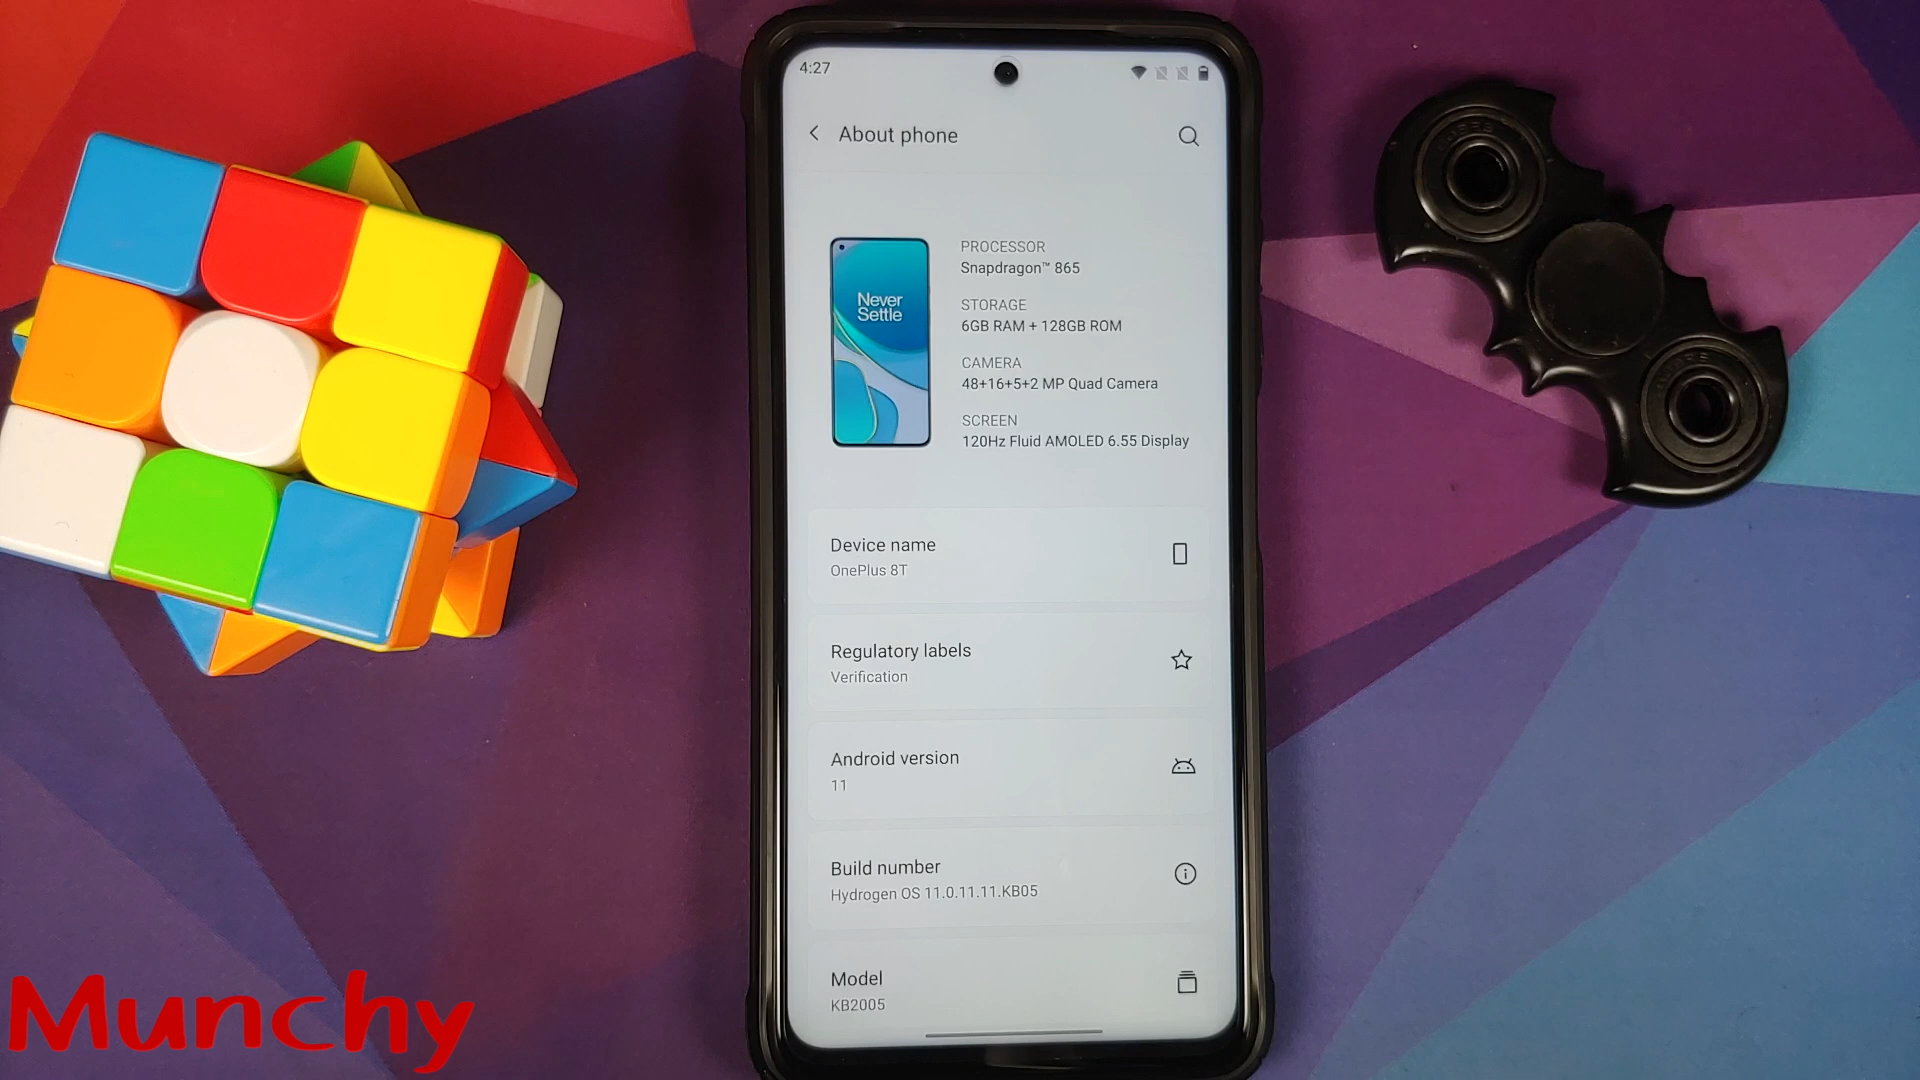 4:27
About phone
Never
Settle
PROCESSOR
Snapdragon™ 865
STORAGE
6GB RAM + 128GB ROM
CAMERA
48+16+5+2 MP Quad Camera
SCREEN
120Hz Fluid AMOLED 6.55 Display
Device name
OnePlus 8T
Regulatory labels
Verification
Android version
11
Build number
Hydrogen OS 11.0.11.11.KB05
Model
KB2005
Munchy